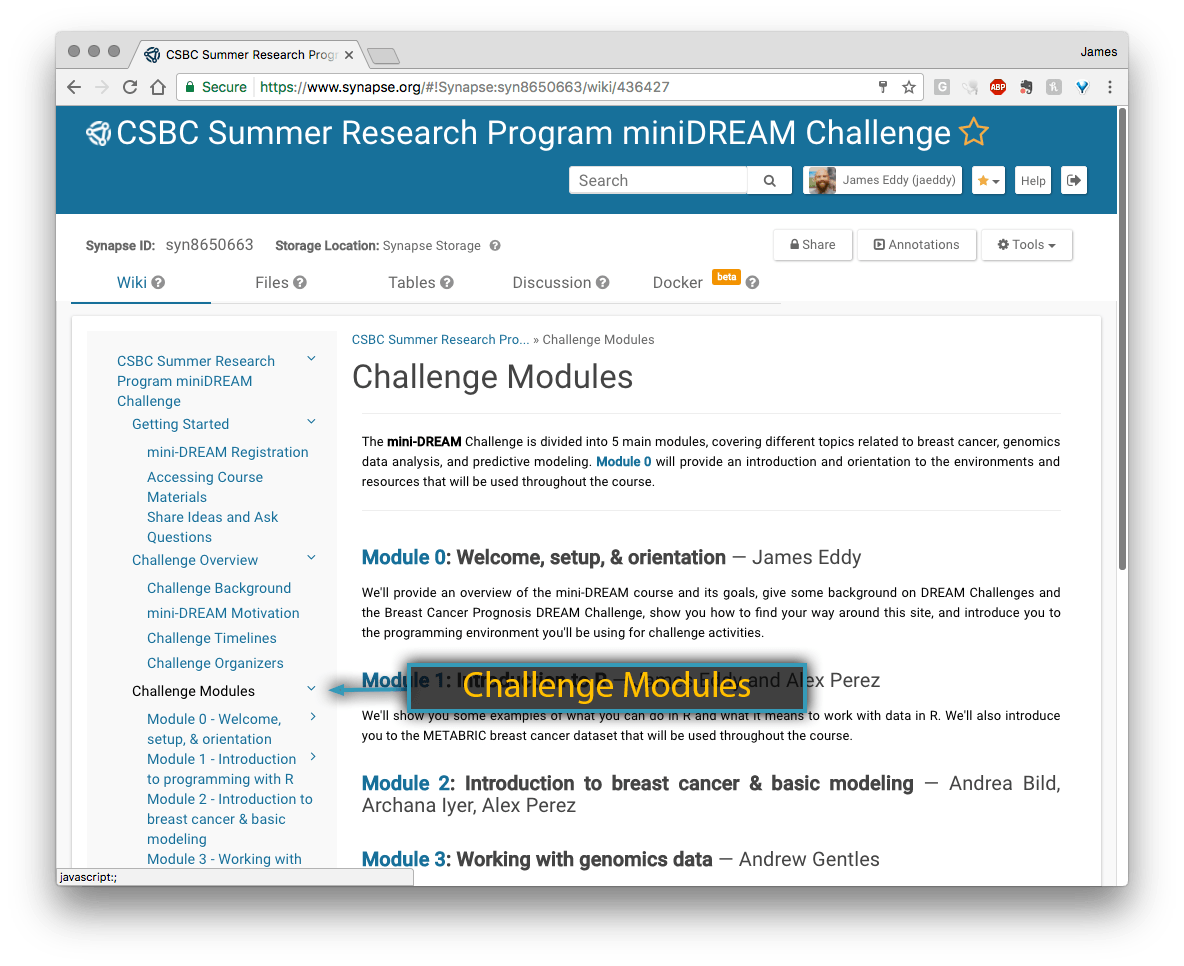 CSBC Summer Research Prog
James
Secure
https://www.synapse.org/#!Synapse:syn8650663/wiki/436427
ABP
CSBC Summer Research Program miniDREAM Challenge
Search
James Eddy (jaeddy)
Help
Synapse ID: syn8650663
Storage Location: Synapse Storage
Share
Annotations
Tools
Wiki
Files
Tables
Discussion
Docker beta
CSBC Summer Research
Program miniDREAM
Challenge
Getting Started
mini-DREAM Registration
Accessing Course
Materials
Share Ideas and Ask
Questions
Challenge Overview
Challenge Background
mini-DREAM Motivation
Challenge Timelines
Challenge Organizers
Challenge Modules
Module 0 - Welcome,
setup, & orientation
Module 1 - Introduction
to programming with R
Module 2 - Introduction to
breast cancer & basic
modeling
Module 3 - Working with
CSBC Summer Research Pro... » Challenge Modules
Challenge Modules
The mini-DREAM Challenge is divided into 5 main modules, covering different topics related to breast cancer, genomics
data analysis, and predictive modeling. Module 0 will provide an introduction and orientation to the environments and
resources that will be used throughout the course.
Module 0: Welcome, setup, & orientation — James Eddy
We'll provide an overview of the mini-DREAM course and its goals, give some background on DREAM Challenges and
the Breast Cancer Prognosis DREAM Challenge, show you how to find your way around this site, and introduce you to
the programming environment you'll be using for challenge activities.
Module 1: Introduction to R — James Eddy and Alex Perez
Challenge Modules
We'll show you some examples of what you can do in R and what it means to work with data in R. We'll also introduce
you to the METABRIC breast cancer dataset that will be used throughout the course.
Module 2: Introduction to breast cancer & basic modeling — Andrea Bild,
Archana Iyer, Alex Perez
Module 3: Working with genomics data — Andrew Gentles
javascript:;